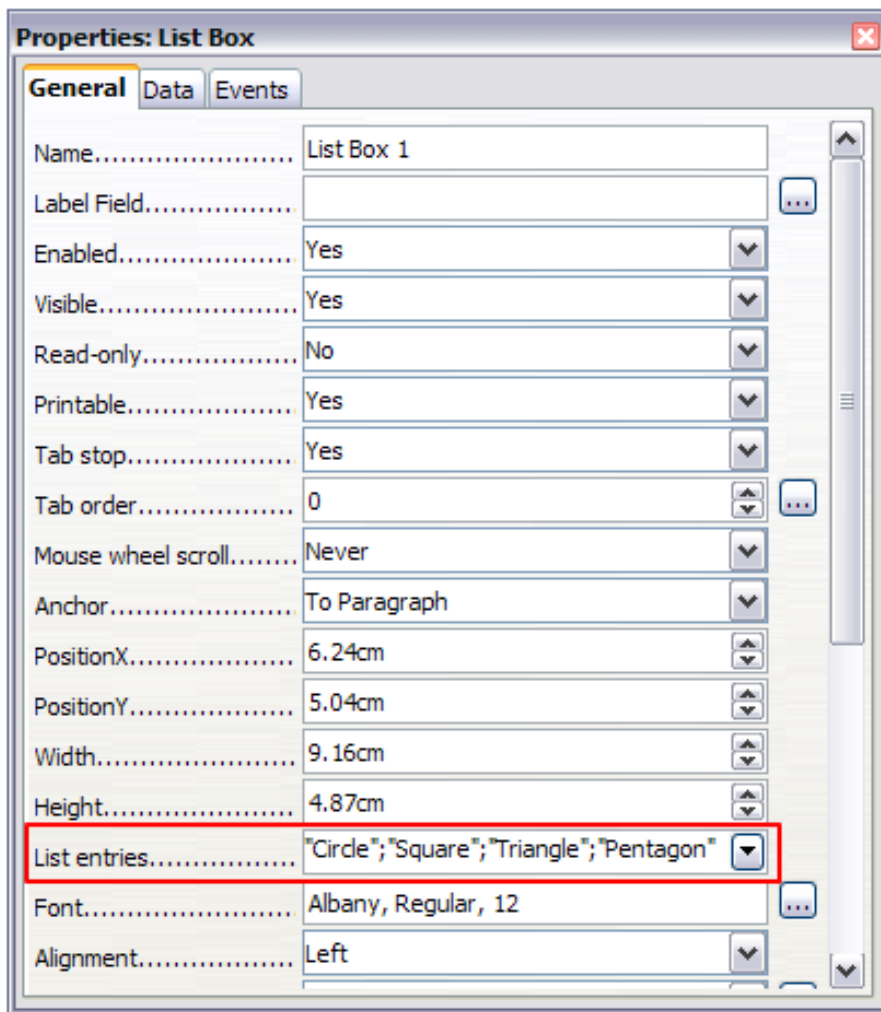 Properties: List Box
General Data Events
Name...................... List Box 1
Label Field.................
Enabled.................... Yes
Visible...................... Yes
Read-only................. No
Printable................... Yes
Tab stop................... Yes
Tab order.................. 0 ...
Mouse wheel scroll....... Never
Anchor..................... To Paragraph
PositionX................... 6.24cm
PositionY................... 5.04cm
Width....................... 9.16cm
Height...................... 4.87cm
List entries................ "Circle";"Square";"Triangle";"Pentagon"
Font........................ Albany, Regular, 12 ...
Alignment.................. Left